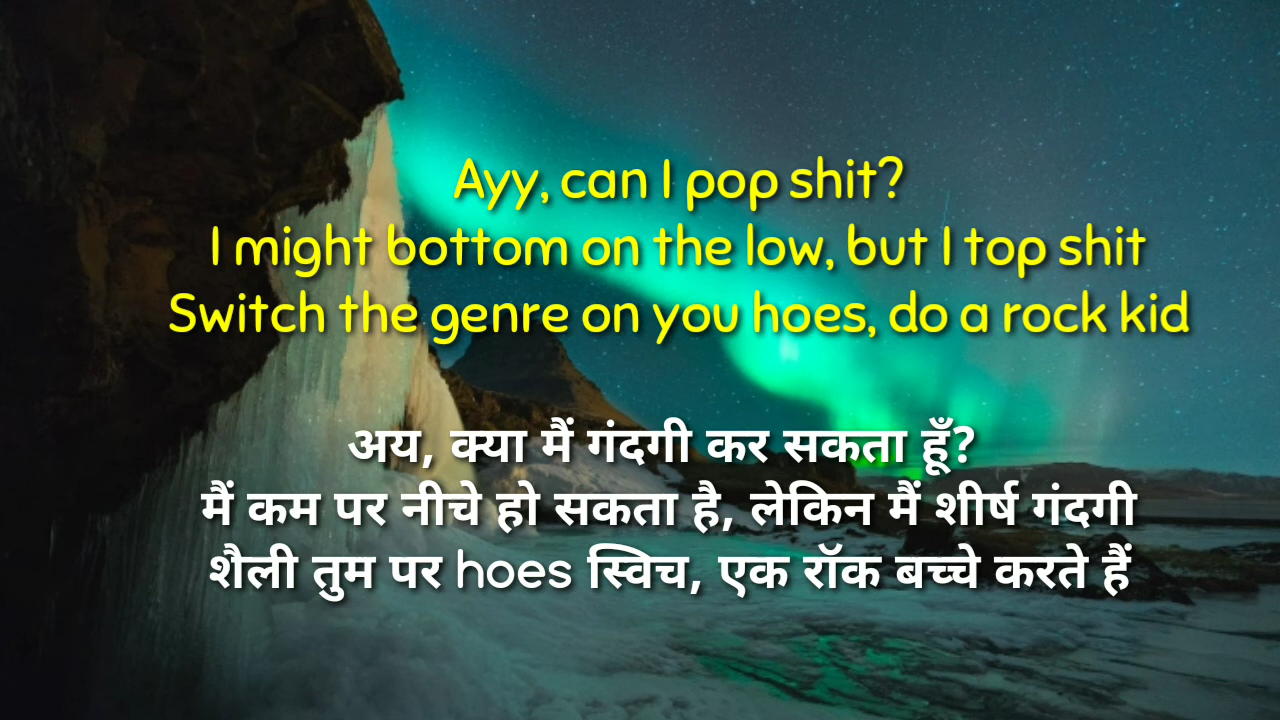 Ayy, can I pop shit?
I might bottom on the low, but I top shit
Switch the genre on you hoes, do a rock kid
अय, क्या मैं गंदगी कर सकता हूँ?
मैं कम पर नीचे हो सकता है, लेकिन मैं शीर्ष गंदगी
शैली तुम पर hoes स्विच, एक रॉक बच्चे करते हैं